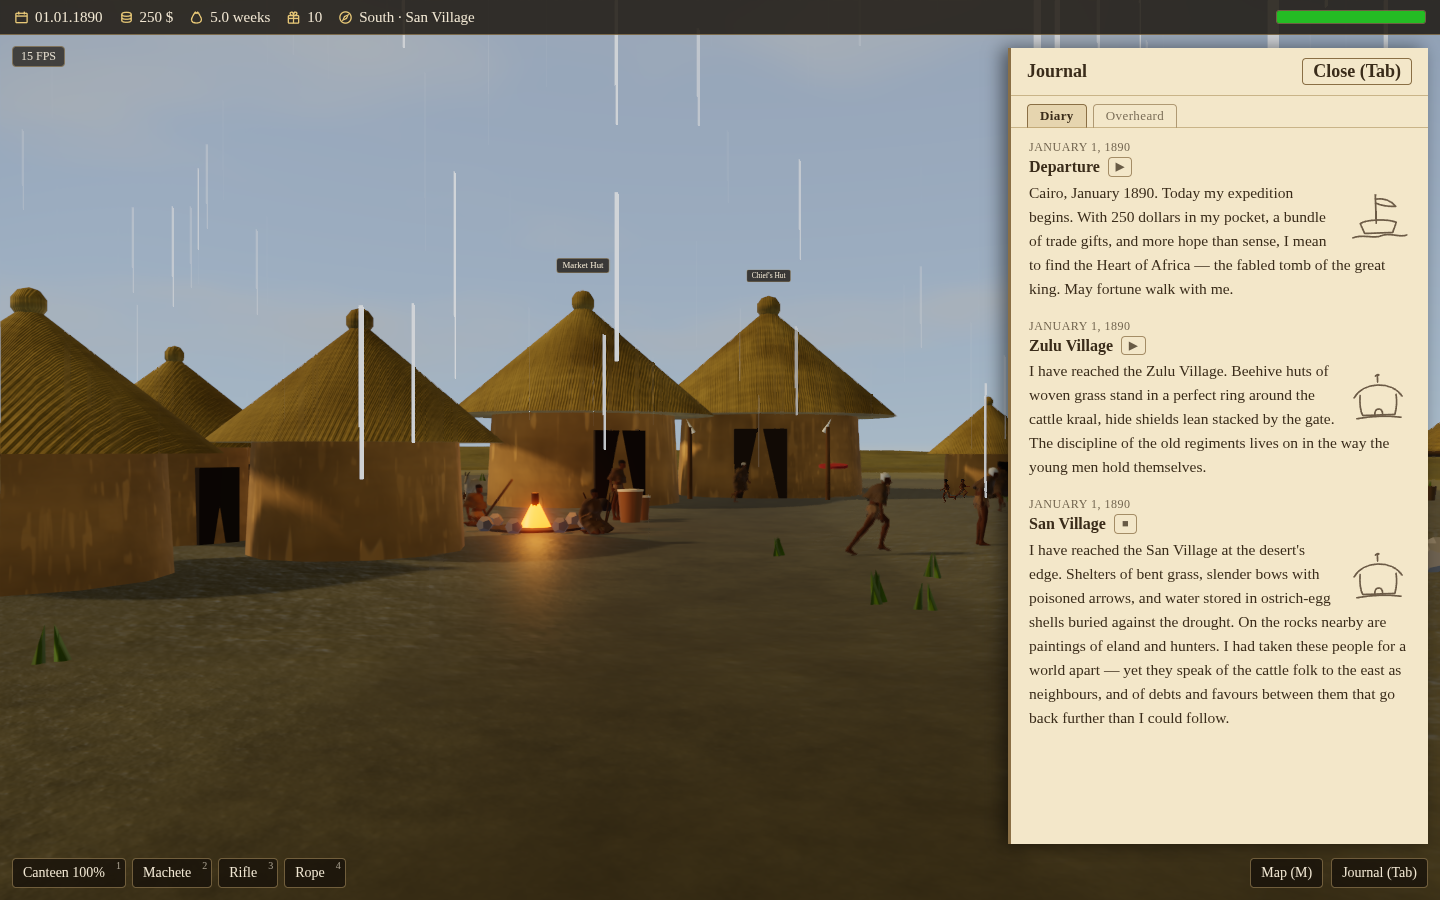 01.01.1890 250 $ 5.0 weeks 10 South · San Village
15 FPS
Market Hut
Chief's Hut
Journal
Close (Tab)
Diary Overheard
JANUARY 1, 1890
Departure
Cairo, January 1890. Today my expedition
begins. With 250 dollars in my pocket, a bundle
of trade gifts, and more hope than sense, I mean
to find the Heart of Africa — the fabled tomb of the great
king. May fortune walk with me.
JANUARY 1, 1890
Zulu Village
I have reached the Zulu Village. Beehive huts of
woven grass stand in a perfect ring around the
cattle kraal, hide shields lean stacked by the gate.
The discipline of the old regiments lives on in the way the
young men hold themselves.
JANUARY 1, 1890
San Village
I have reached the San Village at the desert's
edge. Shelters of bent grass, slender bows with
poisoned arrows, and water stored in ostrich-egg
shells buried against the drought. On the rocks nearby are
paintings of eland and hunters. I had taken these people for a
world apart — yet they speak of the cattle folk to the east as
neighbours, and of debts and favours between them that go
back further than I could follow.
Canteen 100% 1 Machete 2 Rifle 3 Rope 4
Map (M) Journal (Tab)